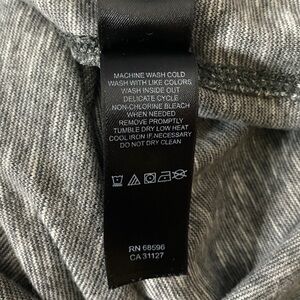 MACHINE WASH COLD
WASH WITH LIKE COLORS
WASH INSIDE OUT
DELICATE CYCLE
NON-CHLORINE BLEACH
WHEN NEEDED
REMOVE PROMPTLY
TUMBLE DRY LOW HEAT
COOL IRON IF NECESSARY
DO NOT DRY CLEAN
RN 68596
CA 31127